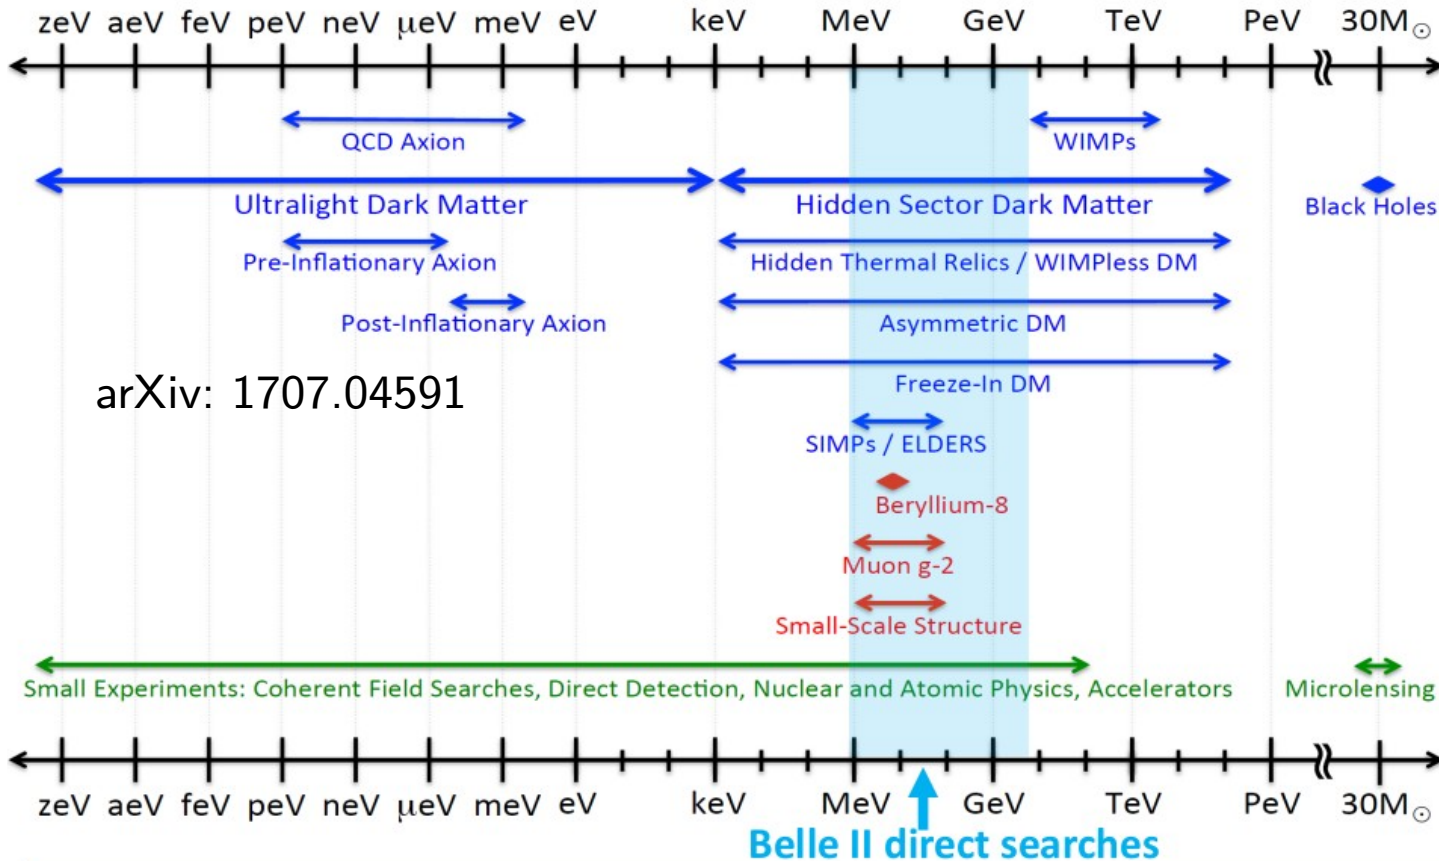 zeV aeV feV peV neV μeV meV eV keV MeV GeV TeV PeV 30M⊙
QCD Axion WIMPs
Ultralight Dark Matter Hidden Sector Dark Matter Black Holes
Pre-Inflationary Axion Hidden Thermal Relics / WIMPless DM
Post-Inflationary Axion Asymmetric DM
Freeze-In DM
arXiv: 1707.04591
SIMPs / ELDERS
Beryllium-8
Muon g-2
Small-Scale Structure
Small Experiments: Coherent Field Searches, Direct Detection, Nuclear and Atomic Physics, Accelerators Microlensing
zeV aeV feV peV neV μeV meV eV keV MeV GeV TeV PeV 30M⊙
Belle II direct searches